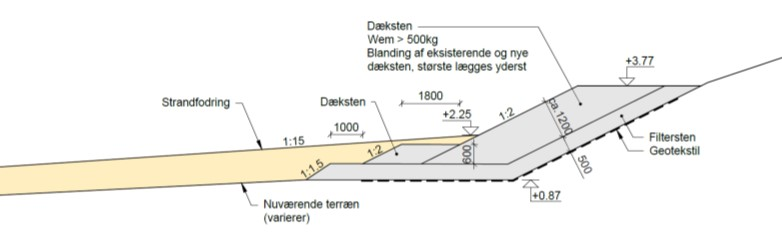 Dæksten
Wem > 500kg
Blanding af eksisterende og nye
dæksten, største lægges yderst
+3.77
Strandfodring
Dæksten
1800
+2.25
1:2
ca.1200
1000
1:15
1:2
600
Filtersten
Geotekstil
1:1.5
500
Nuværende terræn
(varierer)
+0.87